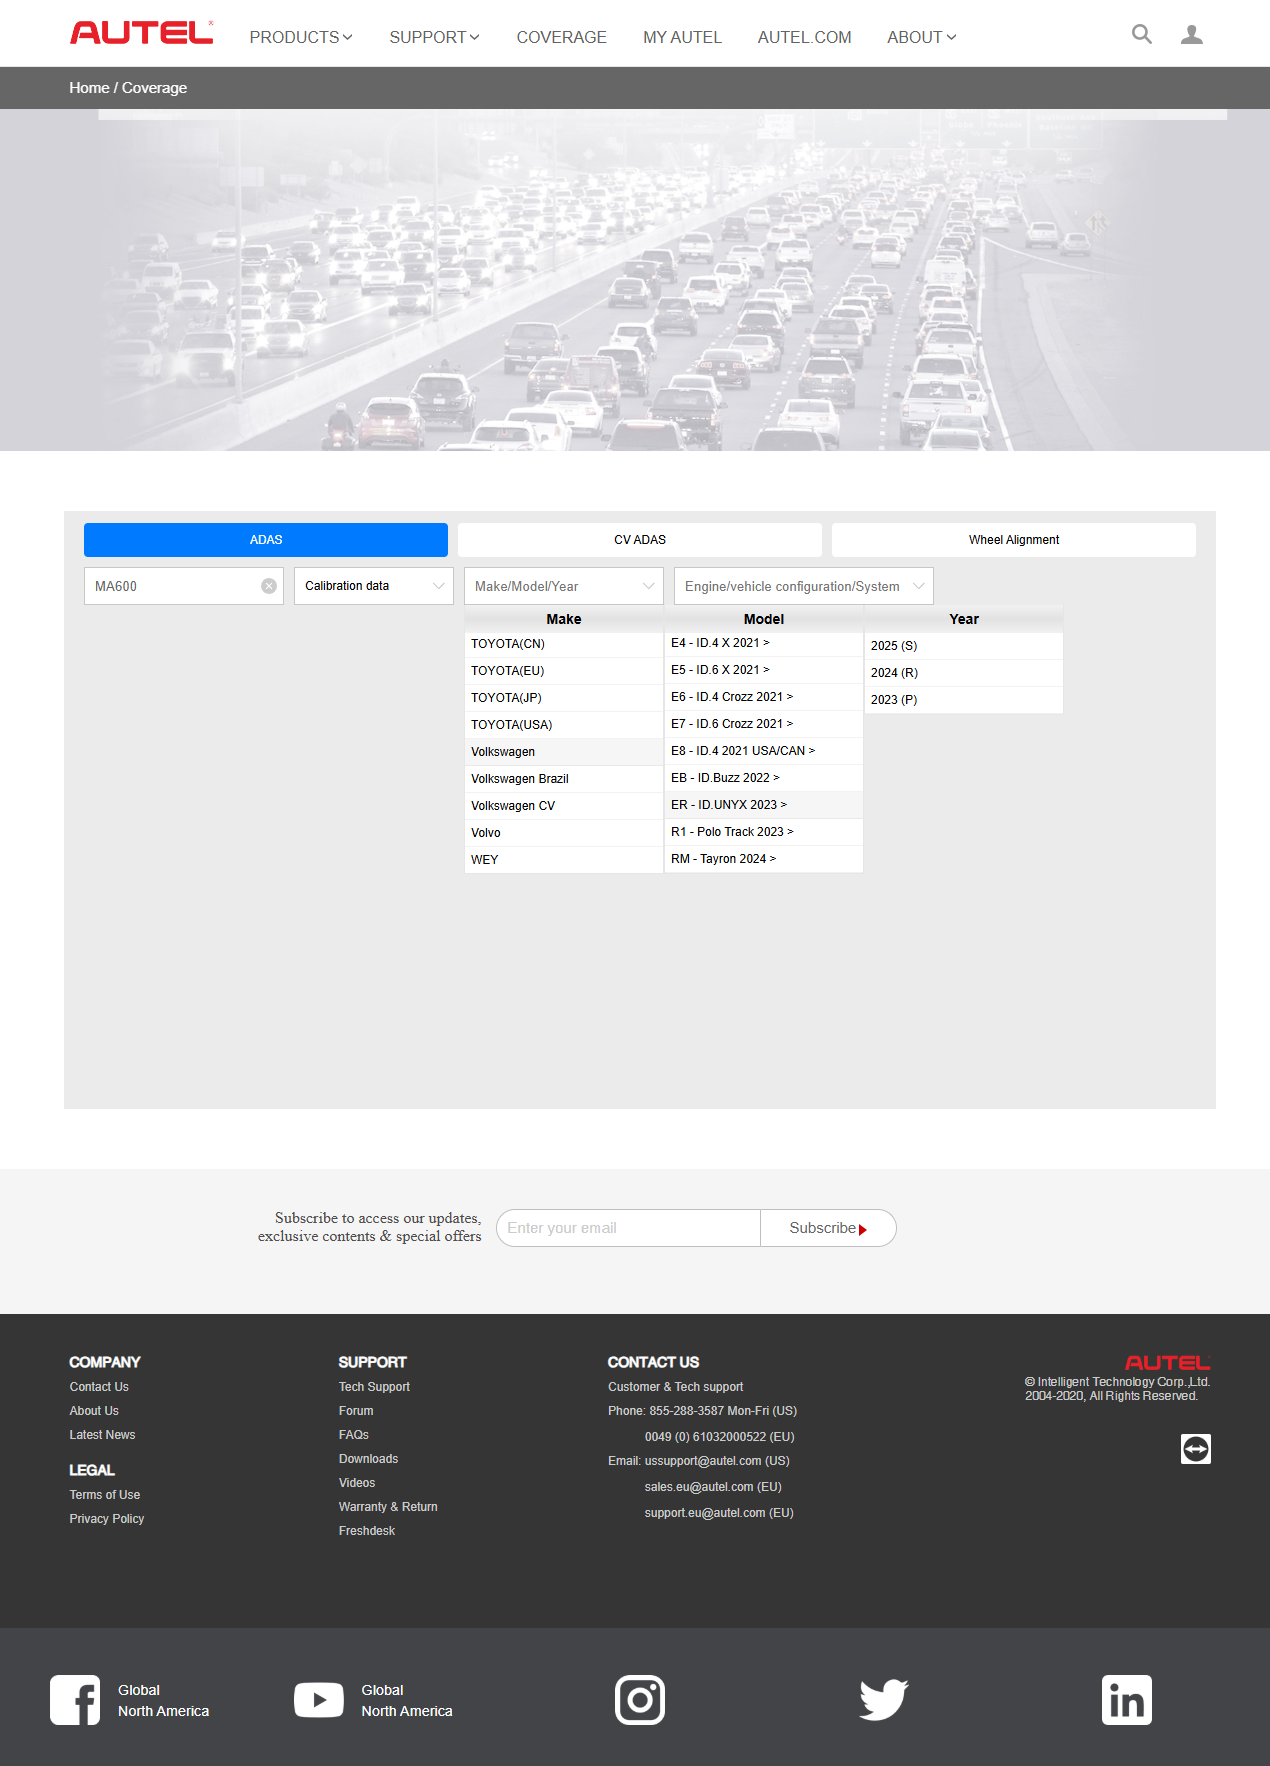 AUTEL
PRODUCTS
SUPPORT
COVERAGE
MY AUTEL
AUTEL.COM
ABOUT
Home / Coverage
ADAS
CV ADAS
Wheel Alignment
MA600
Calibration data
Make/Model/Year
Engine/vehicle configuration/System
Make
Model
Year
TOYOTA(CN)
TOYOTA(EU)
TOYOTA(JP)
TOYOTA(USA)
Volkswagen
Volkswagen Brazil
Volkswagen CV
Volvo
WEY
E4 - ID.4 X 2021 >
E5 - ID.6 X 2021 >
E6 - ID.4 Crozz 2021 >
E7 - ID.6 Crozz 2021 >
E8 - ID.4 2021 USA/CAN >
EB - ID.Buzz 2022 >
ER - ID.UNYX 2023 >
R1 - Polo Track 2023 >
RM - Tayron 2024 >
2025 (S)
2024 (R)
2023 (P)
Subscribe to access our updates,
exclusive contents & special offers
Enter your email
Subscribe
COMPANY
Contact Us
About Us
Latest News
LEGAL
Terms of Use
Privacy Policy
SUPPORT
Tech Support
Forum
FAQs
Downloads
Videos
Warranty & Return
Freshdesk
CONTACT US
Customer & Tech support
Phone: 855-288-3587 Mon-Fri (US)
0049 (0) 61032000522 (EU)
Email: ussupport@autel.com (US)
sales.eu@autel.com (EU)
support.eu@autel.com (EU)
AUTEL
© Intelligent Technology Corp.,Ltd.
2004-2020, All Rights Reserved.
Global
North America
Global
North America